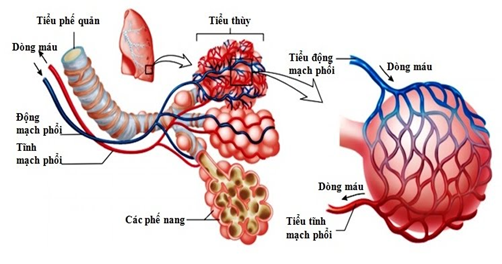 Tiểu phế quản
Tiểu thùy
Dòng máu
Tiểu động
mạch phổi
Dòng máu
Động
mạch phổi
Tĩnh
mạch phổi
Dòng máu
Các phế nang
Tiểu tĩnh
mạch phổi